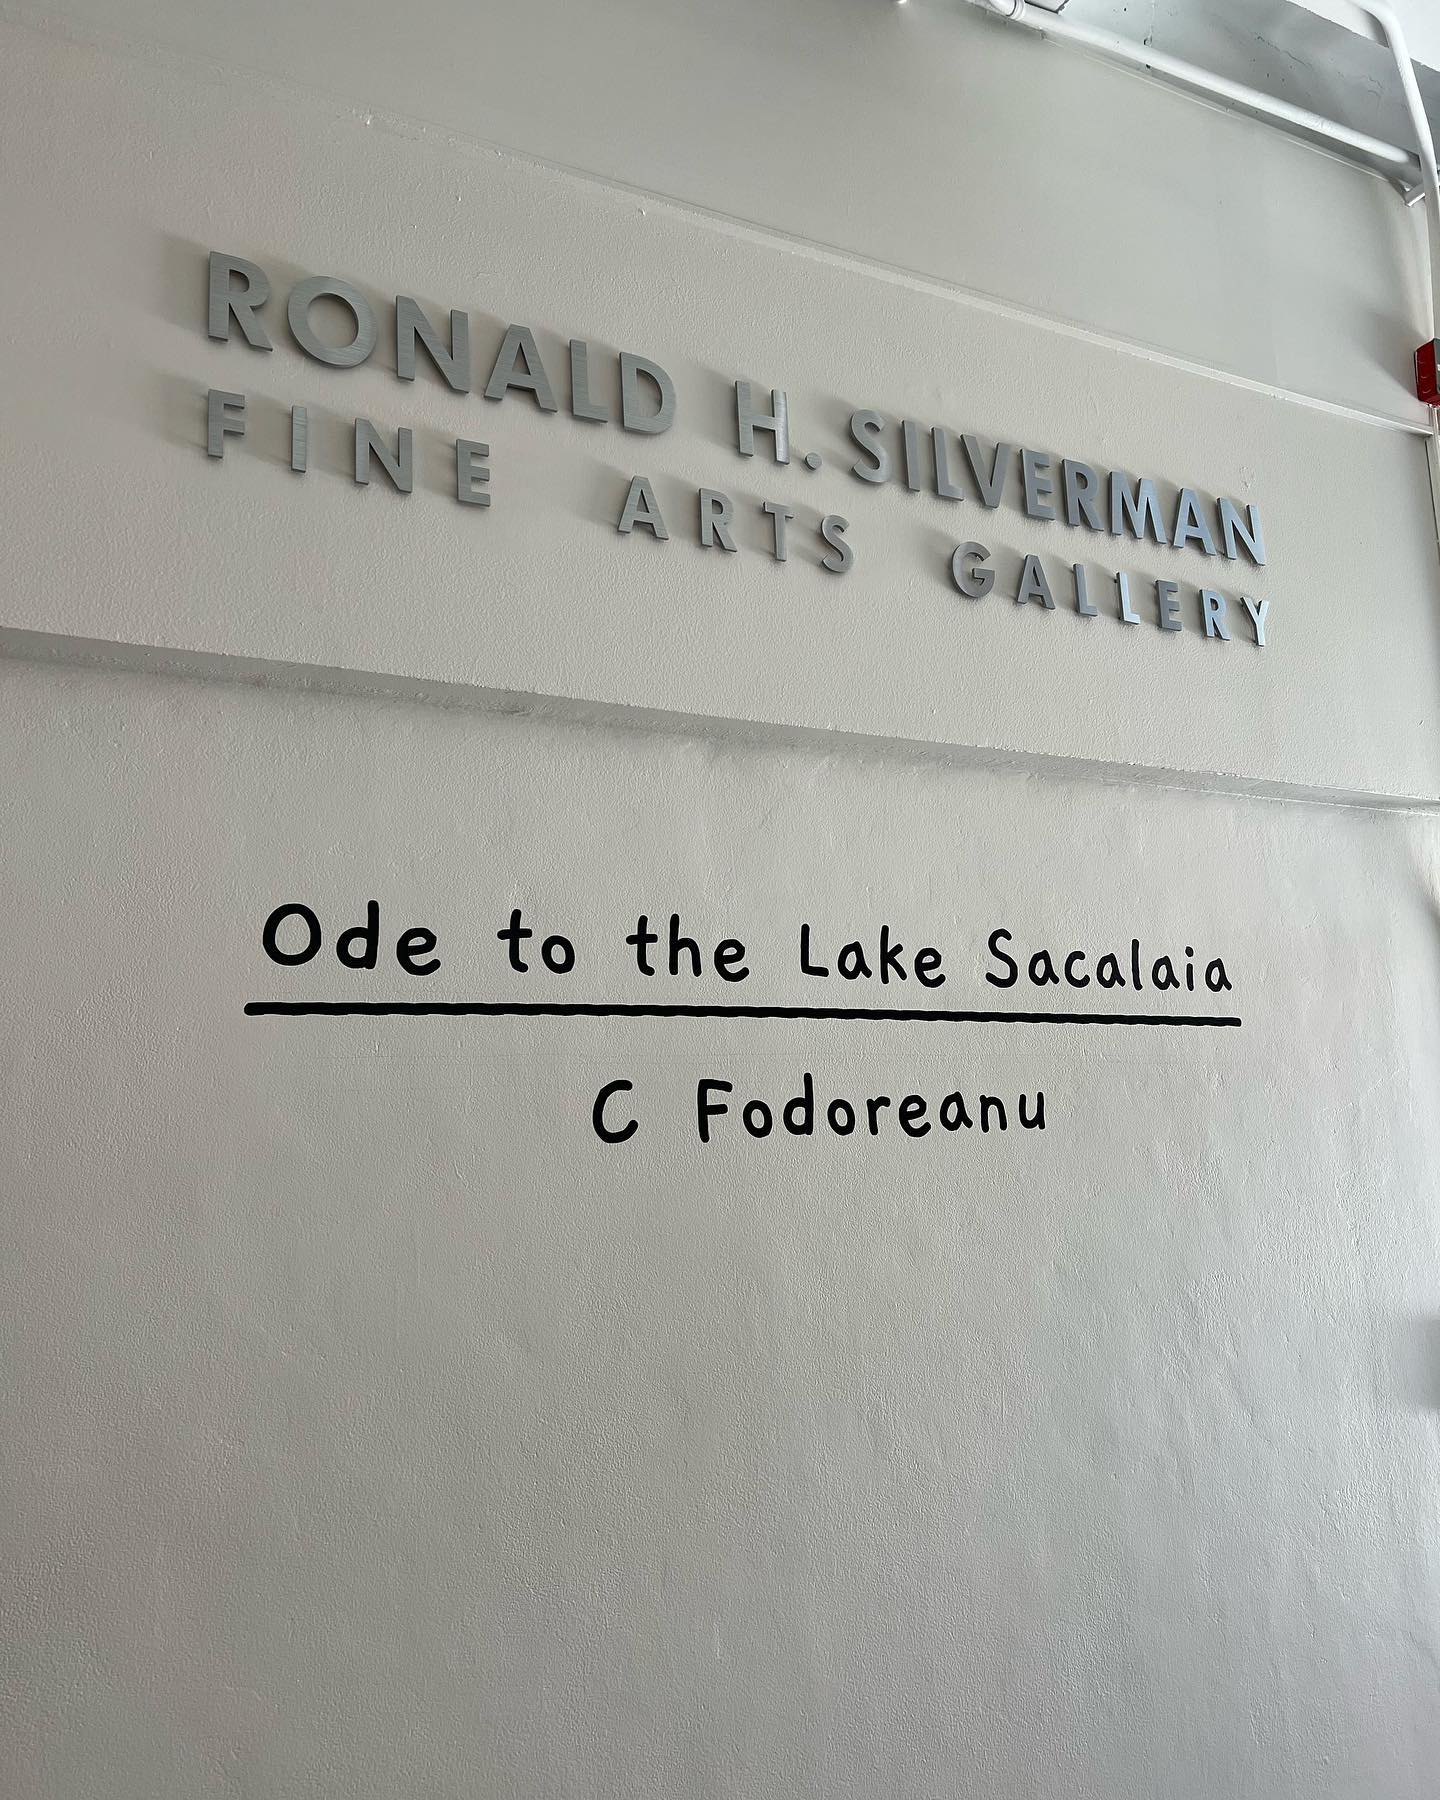 RONALD H. SILVERMAN
FINE ARTS GALLERY
Ode to the Lake Sacalaia
C Fodoreanu